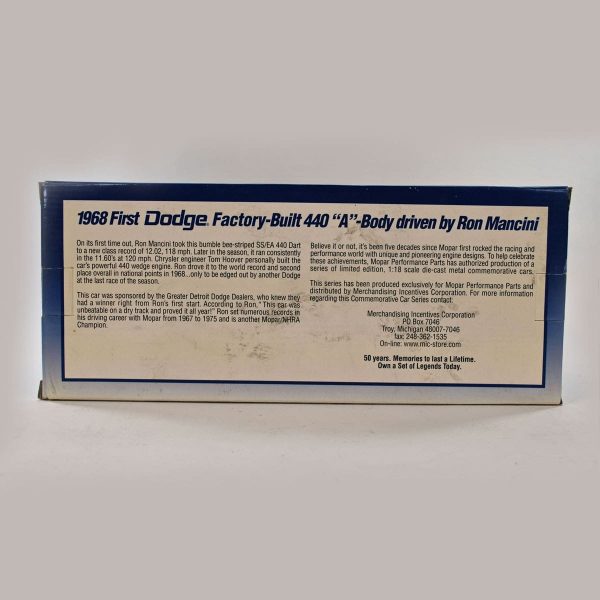 1968 First Dodge Factory-Built 440 "A"-Body driven by Ron Mancini
On its first time out, Ron Mancini took this bumble bee-striped SS/EA 440 Dart
to a new class record of 12.02, 118 mph. Later in the season, it ran consistently
in the 11.60's at 120 mph. Chrysler engineer Tom Hoover personally built the
car's powerful 440 wedge engine. Ron drove it to the world record and second
place overall in national points in 1968...only to be edged out by another Dodge
at the last race of the season.
This car was sponsored by the Greater Detroit Dodge Dealers, who knew they
had a winner right from Ron's first start. According to Ron, "This car was
unbeatable on a dry track and proved it all year!" Ron set numerous records in
his driving career with Mopar from 1967 to 1975 and is another Mopar/NHRA
Champion.
Believe it or not, it's been five decades since Mopar first rocked the racing and
performance world with unique and pioneering engine designs. To help celebrate
these achievements, Mopar Performance Parts has authorized production of a
series of limited edition, 1:18 scale die-cast metal commemorative cars.
This series has been produced exclusively for Mopar Performance Parts and
distributed by Merchandising Incentives Corporation. For more information
regarding this Commemorative Car Series contact:
Merchandising Incentives Corporation
PO Box 7046
Troy, Michigan 48007-7046
fax: 248-362-1535
On-line: www.mic-store.com
50 years. Memories to last a Lifetime.
Own a Set of Legends Today.